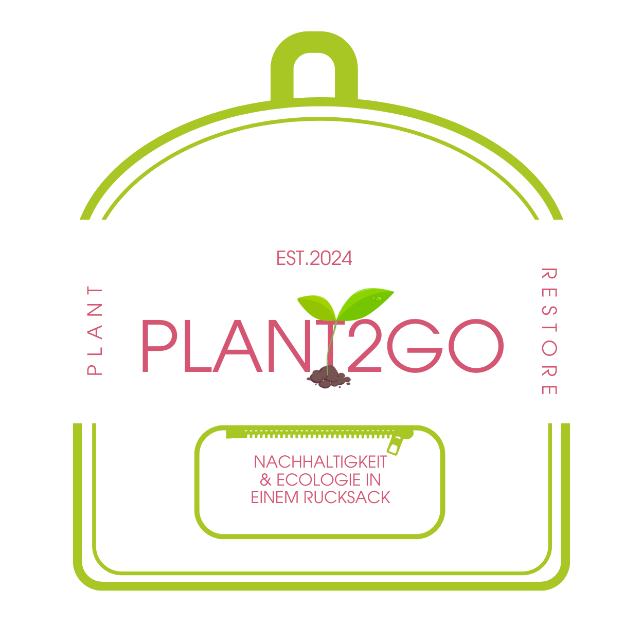 EST.2024
PLANT
PLANT2GO
RESTORE
NACHHALTIGKEIT
& ECOLOGIE IN
EINEM RUCKSACK